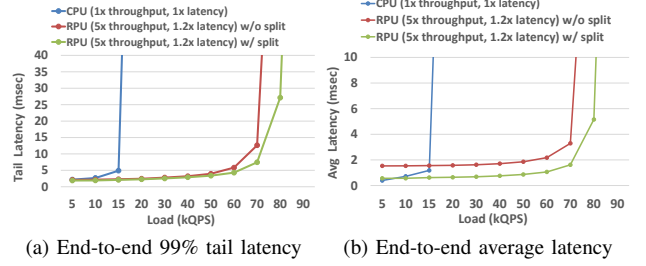 CPU (1x throughput, 1x latency)
RPU (5x throughput, 1.2x latency) w/o split
RPU (5x throughput, 1.2x latency) w/ split
Tail Latency (msec)
40
35
30
25
20
15
10
5
0
5 10 15 20 30 40 50 60 70 80 90
Load (kQPS)
(a) End-to-end 99% tail latency
CPU (1x throughput, 1x latency)
RPU (5x throughput, 1.2x latency) w/o split
RPU (5x throughput, 1.2x latency) w/ split
Avg Latency (msec)
10
8
6
4
2
0
5 10 15 20 30 40 50 60 70 80 90
Load (kQPS)
(b) End-to-end average latency